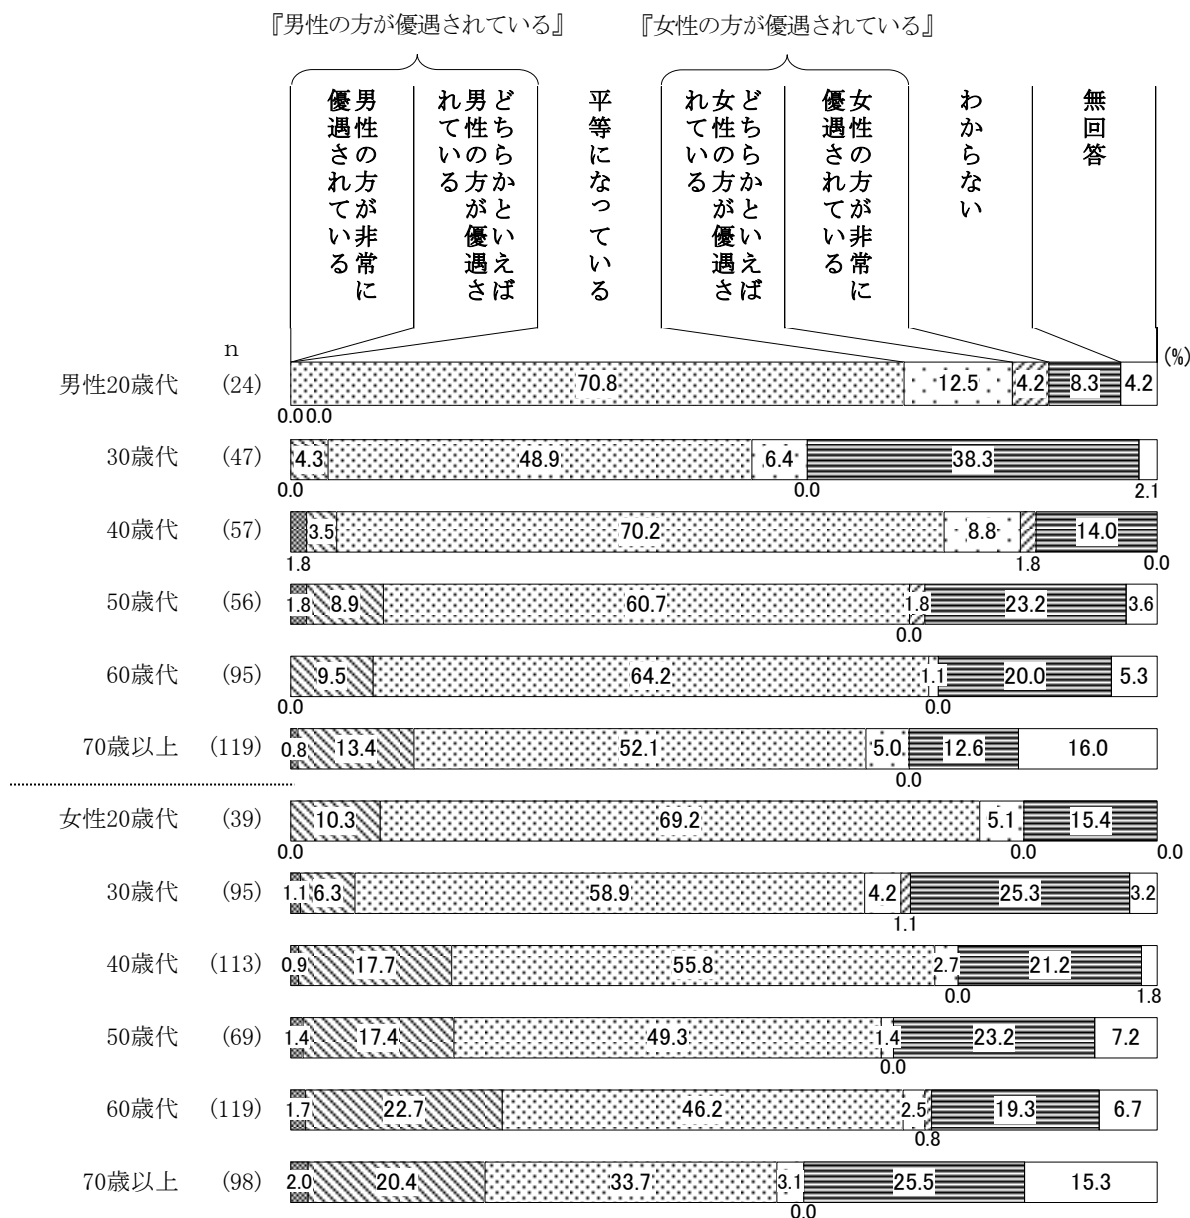 『男性の方が優遇されている』
『女性の方が優遇されている』
男性の方が非常に
優遇されている
どちらかといえば
男性の方が優遇さ
れている
平等になっている
どちらかといえば
女性の方が優遇さ
れている
女性の方が非常に
優遇されている
わからない
無回答
n
(%)
男性20歳代 (24) 70.8 12.5 4.2 8.3 4.2
0.0 0.0
30歳代 (47) 4.3 48.9 6.4 38.3
0.0 0.0 2.1
40歳代 (57) 3.5 70.2 8.8 14.0
1.8 1.8 0.0
50歳代 (56) 1.8 8.9 60.7 1.8 23.2 3.6
0.0
60歳代 (95) 9.5 64.2 1.1 20.0 5.3
0.0 0.0
70歳以上 (119) 0.8 13.4 52.1 5.0 12.6 16.0
0.0
女性20歳代 (39) 10.3 69.2 5.1 15.4
0.0 0.0 0.0
30歳代 (95) 1.1 6.3 58.9 4.2 25.3 3.2
1.1
40歳代 (113) 0.9 17.7 55.8 2.7 21.2
0.0 1.8
50歳代 (69) 1.4 17.4 49.3 1.4 23.2 7.2
0.0
60歳代 (119) 1.7 22.7 46.2 2.5 19.3 6.7
0.8
70歳以上 (98) 2.0 20.4 33.7 3.1 25.5 15.3
0.0